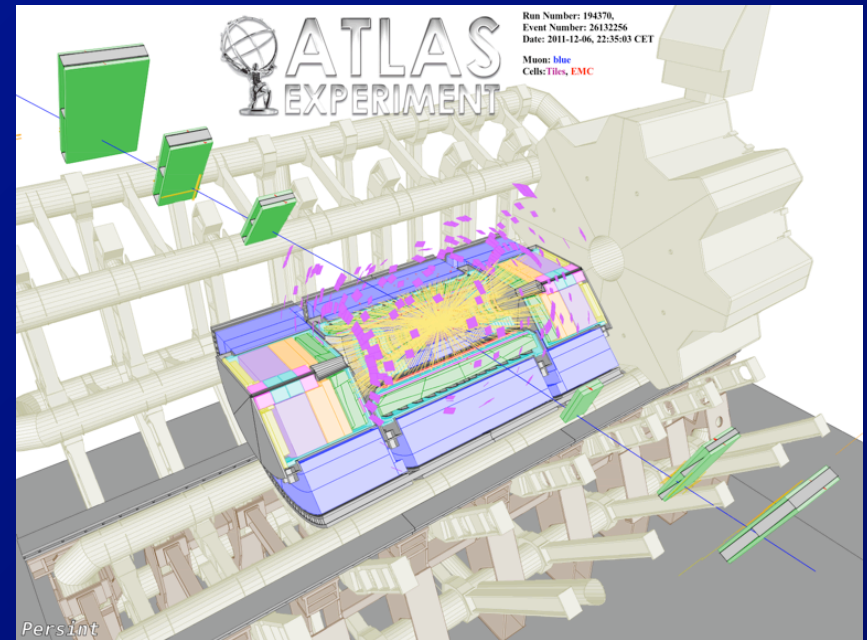 ATLAS
EXPERIMENT
Run Number: 194370,
Event Number: 26132256
Date: 2011-12-06, 22:35:03 CET
Muon: blue
Cells:Tiles, EMC
Persint